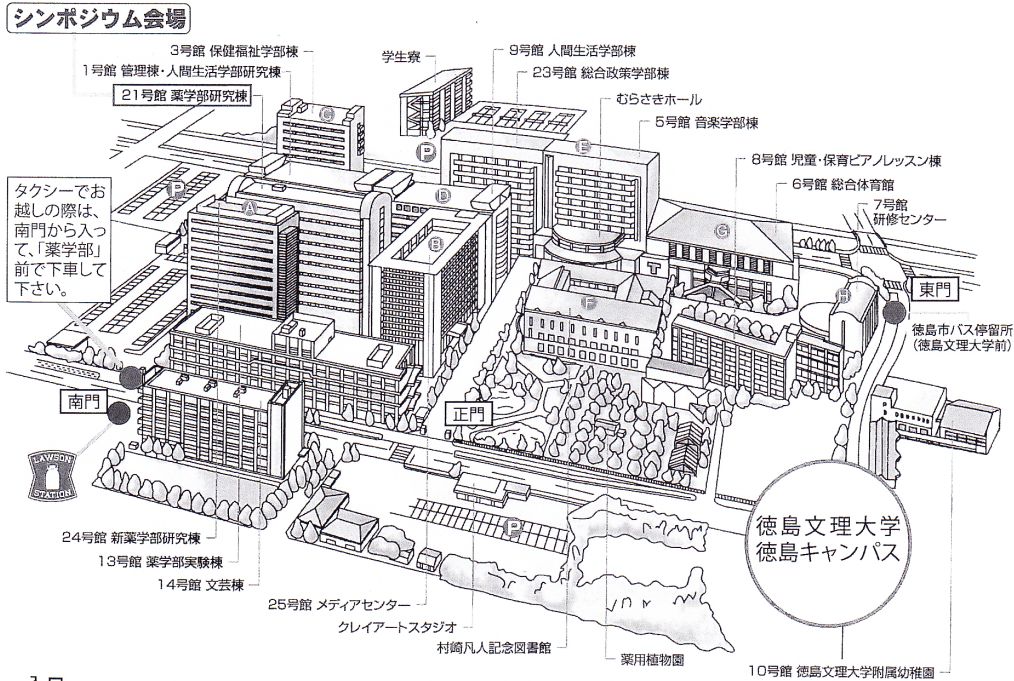 シンポジウム会場
3号館 保健福祉学部棟
1号館 管理棟・人間生活学部研究棟
21号館 薬学部研究棟
学生寮
9号館 人間生活学部棟
23号館 総合政策学部棟
むらさきホール
5号館 音楽学部棟
8号館 児童・保育ピアノレッスン棟
6号館 総合体育館
7号館
研修センター
タクシーでお
越しの際は、
南門から入っ
て、「薬学部」
前で下車して
下さい。
C
P
P
E
D
A
B
G
F
H
東門
徳島市バス停留所
(徳島文理大学前)
南門
正門
LAWSON
STATION
P
徳島文理大学
徳島キャンパス
24号館 新薬学部研究棟
13号館 薬学部実験棟
14号館 文芸棟
25号館 メディアセンター
クレイアートスタジオ
村崎凡人記念図書館
薬用植物園
10号館 徳島文理大学附属幼稚園